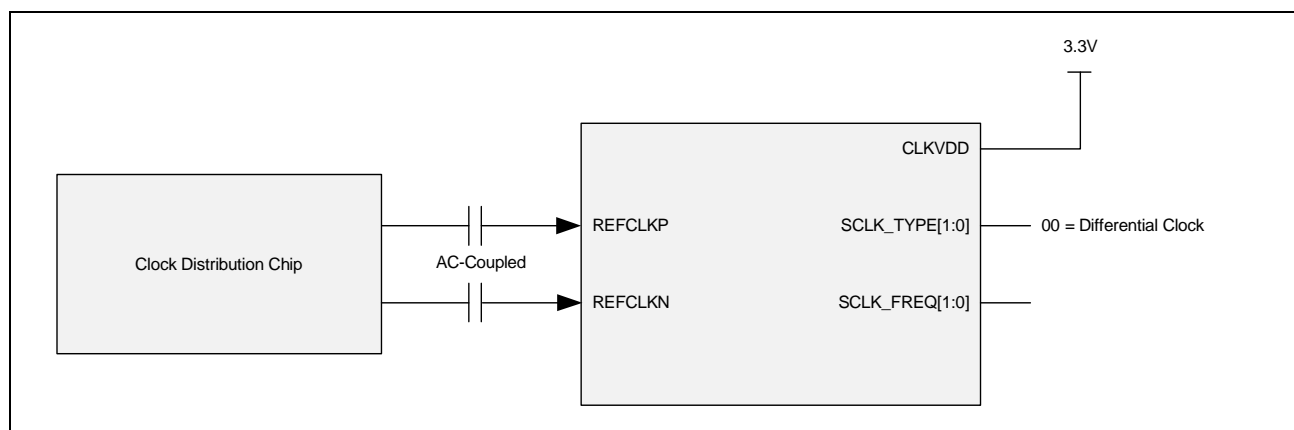 3.3V
CLKVDD
REFCLKP
SCLK_TYPE[1:0]
00 = Differential Clock
Clock Distribution Chip
AC-Coupled
REFCLKN
SCLK_FREQ[1:0]